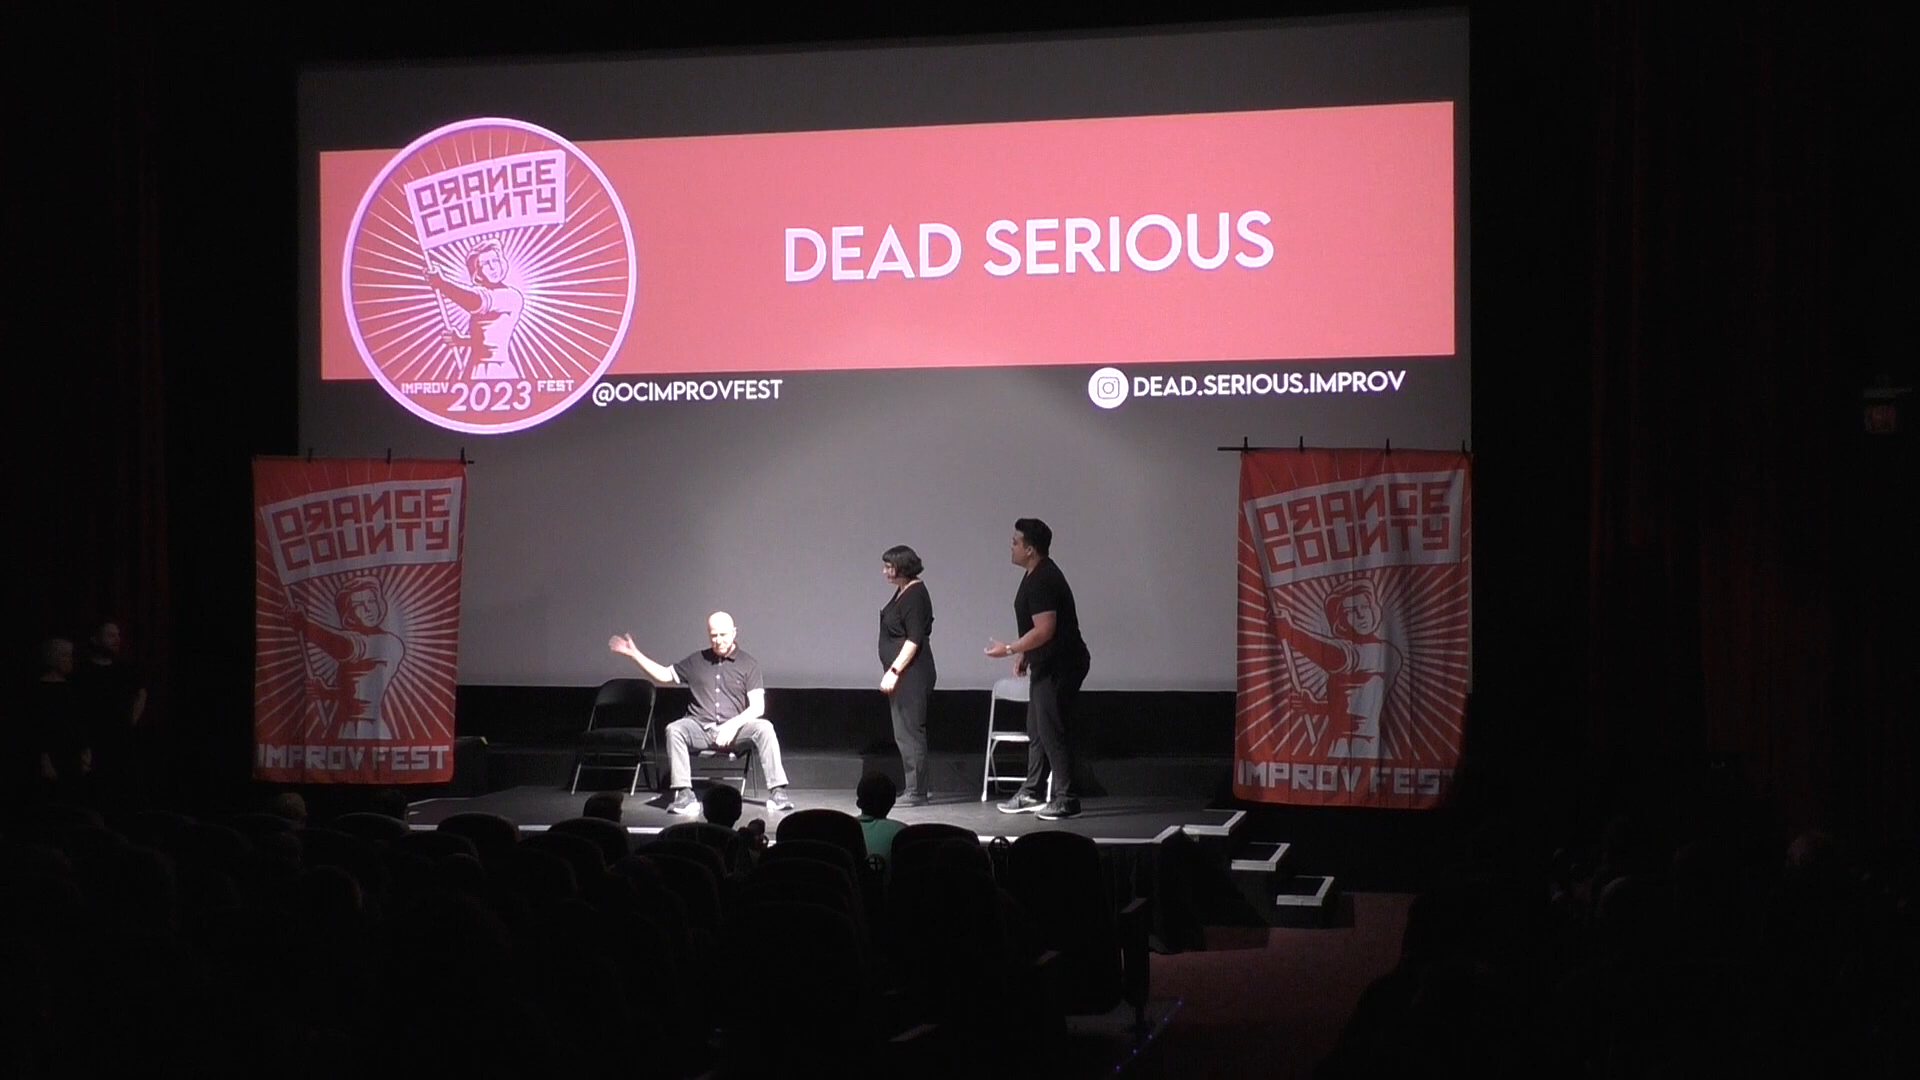 ORANGE
COUNTY
IMPROV 2023 FEST
DEAD SERIOUS
@OCIMPROVFEST
DEAD.SERIOUS.IMPROV
ORANGE
COUNTY
IMPROV FEST
ORANGE
COUNTY
IMPROV FEST